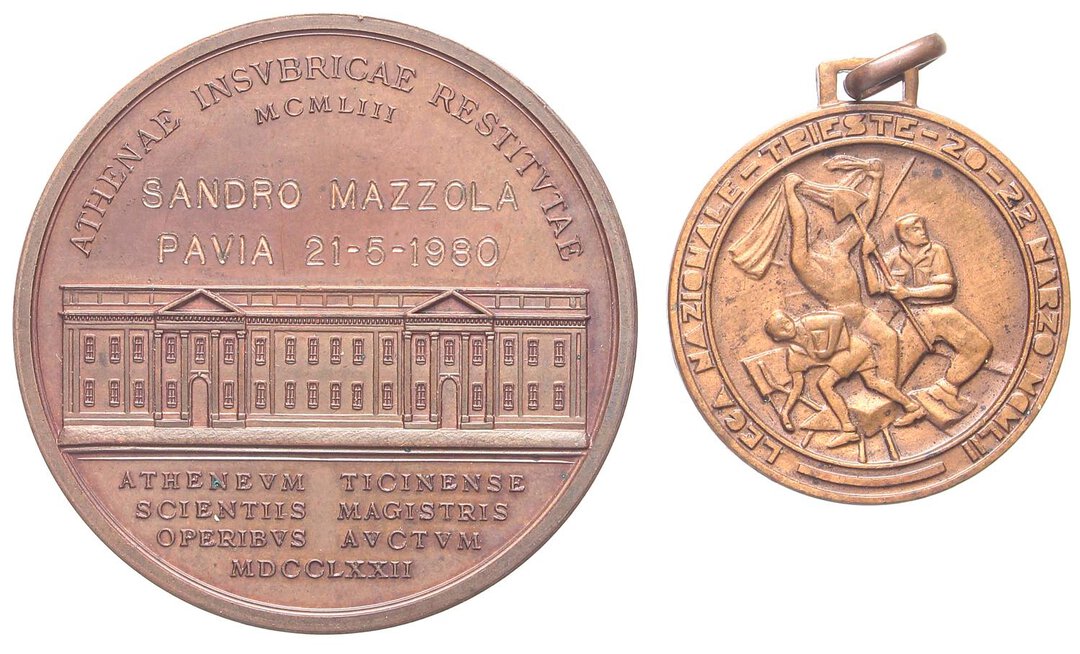 ATHENAE INSVBRICAE RESTITVTAE
MCMLIII
SANDRO MAZZOLA
PAVIA 21-5-1980
ATHENEVM TICINENSE
SCIENTIIS MAGISTRIS
OPERIBVS AVCTVM
MDCCLXXII
LEGA NAZIONALE - TRIESTE - 20-22 MARZO MCMLII